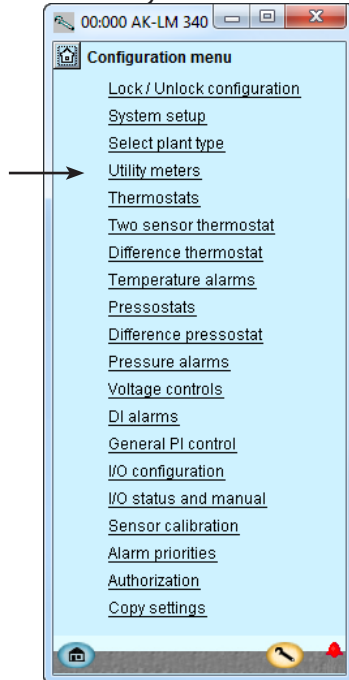 00:000 AK-LM 340
Configuration menu
Lock / Unlock configuration
System setup
Select plant type
Utility meters
Thermostats
Two sensor thermostat
Difference thermostat
Temperature alarms
Pressostats
Difference pressostat
Pressure alarms
Voltage controls
DI alarms
General PI control
I/O configuration
I/O status and manual
Sensor calibration
Alarm priorities
Authorization
Copy settings